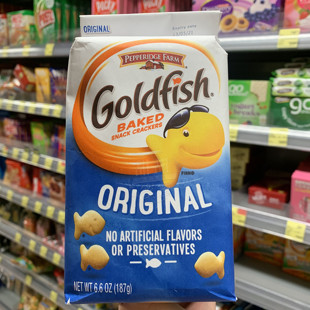 ORIGINAL
PEPPERIDGE FARM
Goldfish
BAKED
SNACK CRACKERS
ORIGINAL
NO ARTIFICIAL FLAVORS
OR PRESERVATIVES
NET WT 6.6 OZ (187g)
go